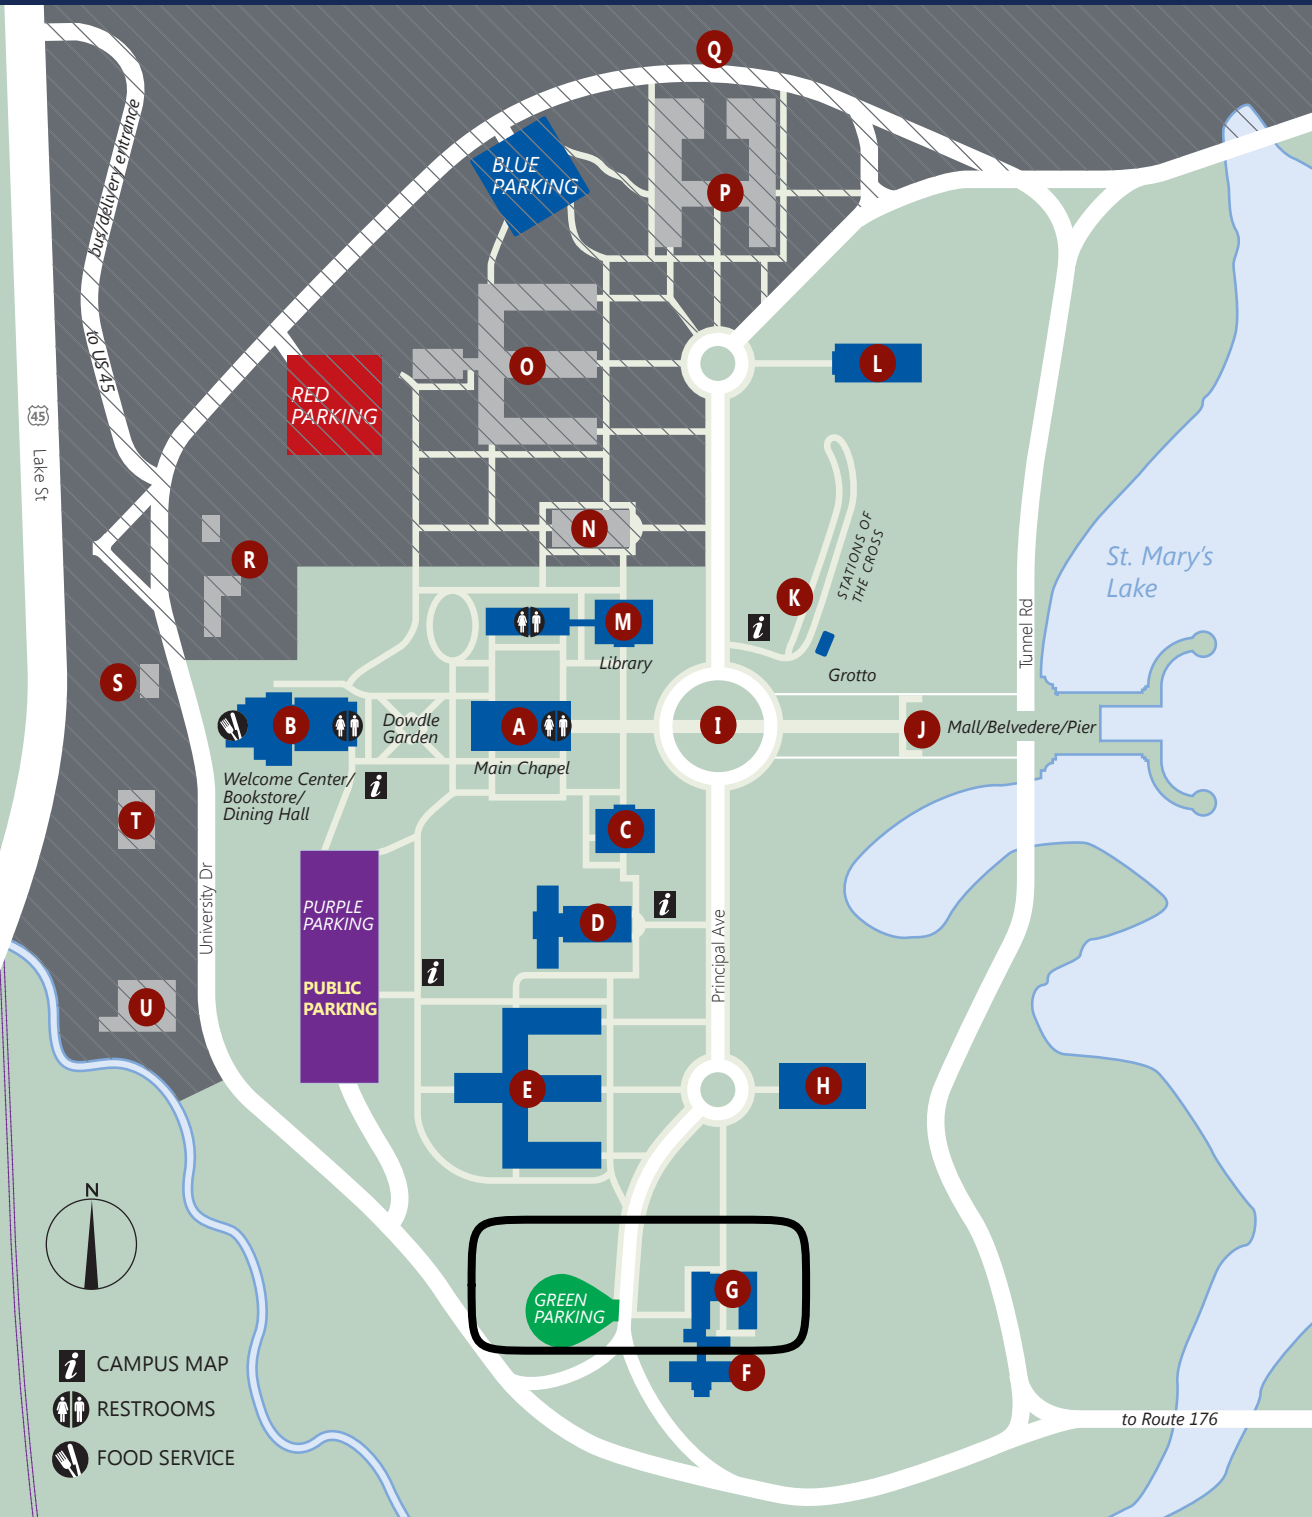 Q
bus/delivery entrance
BLUE
PARKING
P
to US 45
O
L
RED
PARKING
45
Lake St
N
STATIONS OF
THE CROSS
St. Mary's
Lake
R
K
M
Tunnel Rd
Library
Grotto
S
B
Dowdle
Garden
A
I
J
Mall/Belvedere/Pier
Main Chapel
Welcome Center/
Bookstore/
Dining Hall
i
i
T
C
University Dr
PURPLE
PARKING
D
i
Principal Ave
i
PUBLIC
PARKING
U
E
H
N
GREEN
PARKING
G
F
i
CAMPUS MAP
RESTROOMS
FOOD SERVICE
to Route 176